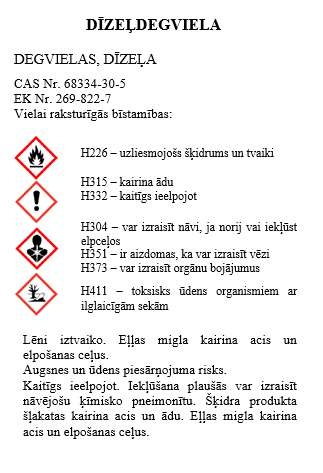 DĪZEĻDEGVIELA
DEGVIELAS, DĪZEĻA
CAS Nr. 68334-30-5
EK Nr. 269-822-7
Vielai raksturīgās bīstamības:
H226 – uzliesmojošs šķidrums un tvaiki
H315 – kairina ādu
H332 – kaitīgs ieelpojot
H304 – var izraisīt nāvi, ja norij vai iekļūst
elpceļos
H351 – ir aizdomas, ka var izraisīt vēzi
H373 – var izraisīt orgānu bojājumus
H411 – toksisks ūdens organismiem ar
ilglaicīgām sekām
Lēni iztvaiko. Eļļas migla kairina acis un
elpošanas ceļus.
Augsnes un ūdens piesārņojuma risks.
Kaitīgs ieelpojot. Iekļūšana plaušās var izraisīt
nāvējošu ķīmisko pneimonītu. Šķidra produkta
šļakatas kairina acis un ādu. Eļļas migla kairina
acis un elpošanas ceļus.